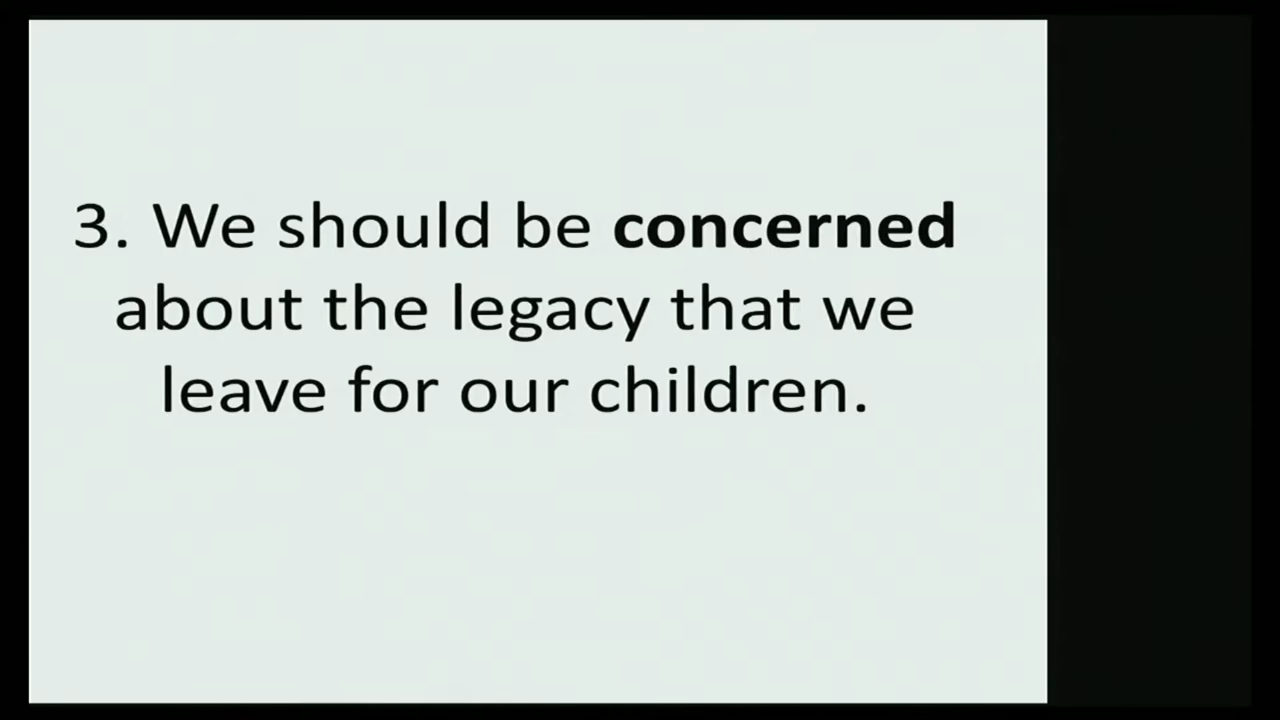 3. We should be concerned
about the legacy that we
leave for our children.